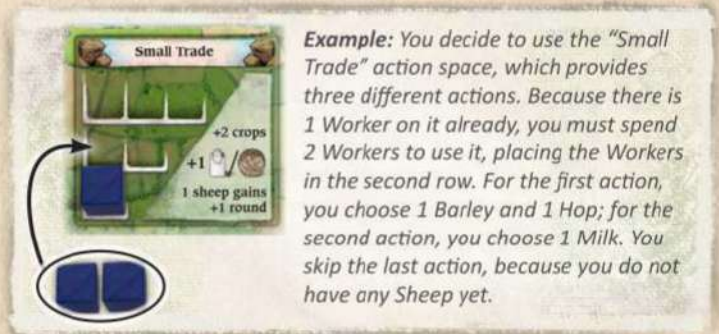 Small Trade
+2 crops
+1 /
1 sheep gains
+1 round
Example: You decide to use the “Small
Trade” action space, which provides
three different actions. Because there is
1 Worker on it already, you must spend
2 Workers to use it, placing the Workers
in the second row. For the first action,
you choose 1 Barley and 1 Hop; for the
second action, you choose 1 Milk. You
skip the last action, because you do not
have any Sheep yet.